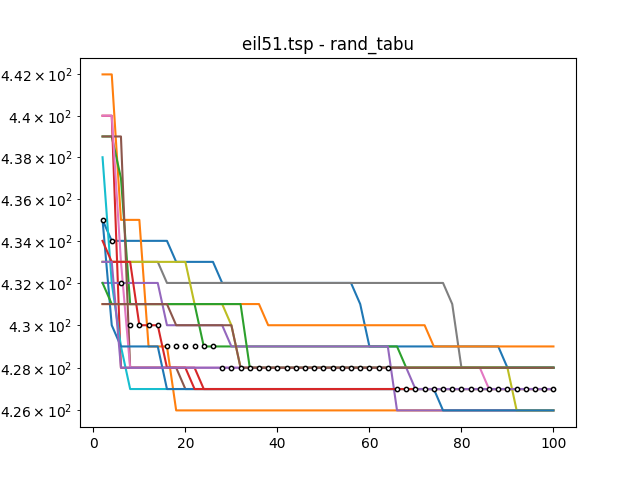 eil51.tsp - rand_tabu
4.42 × 10²
4.4 × 10²
4.38 × 10²
4.36 × 10²
4.34 × 10²
4.32 × 10²
4.3 × 10²
4.28 × 10²
4.26 × 10²
0 20 40 60 80 100